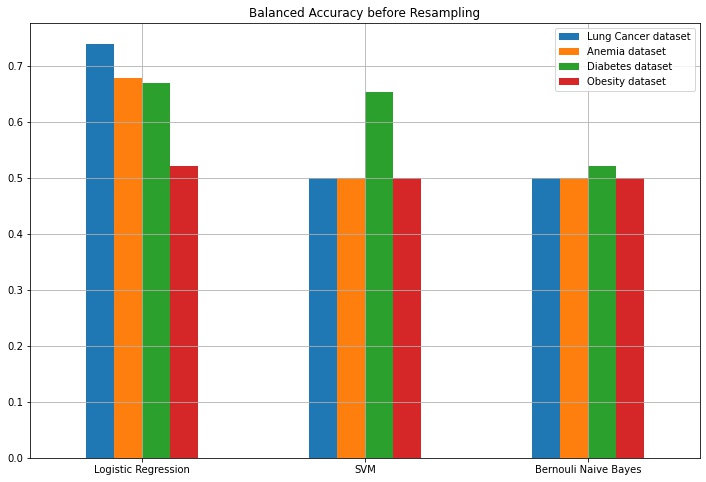 Balanced Accuracy before Resampling
Lung Cancer dataset
Anemia dataset
Diabetes dataset
Obesity dataset
0.7
0.6
0.5
0.4
0.3
0.2
0.1
0.0
Logistic Regression
SVM
Bernouli Naive Bayes